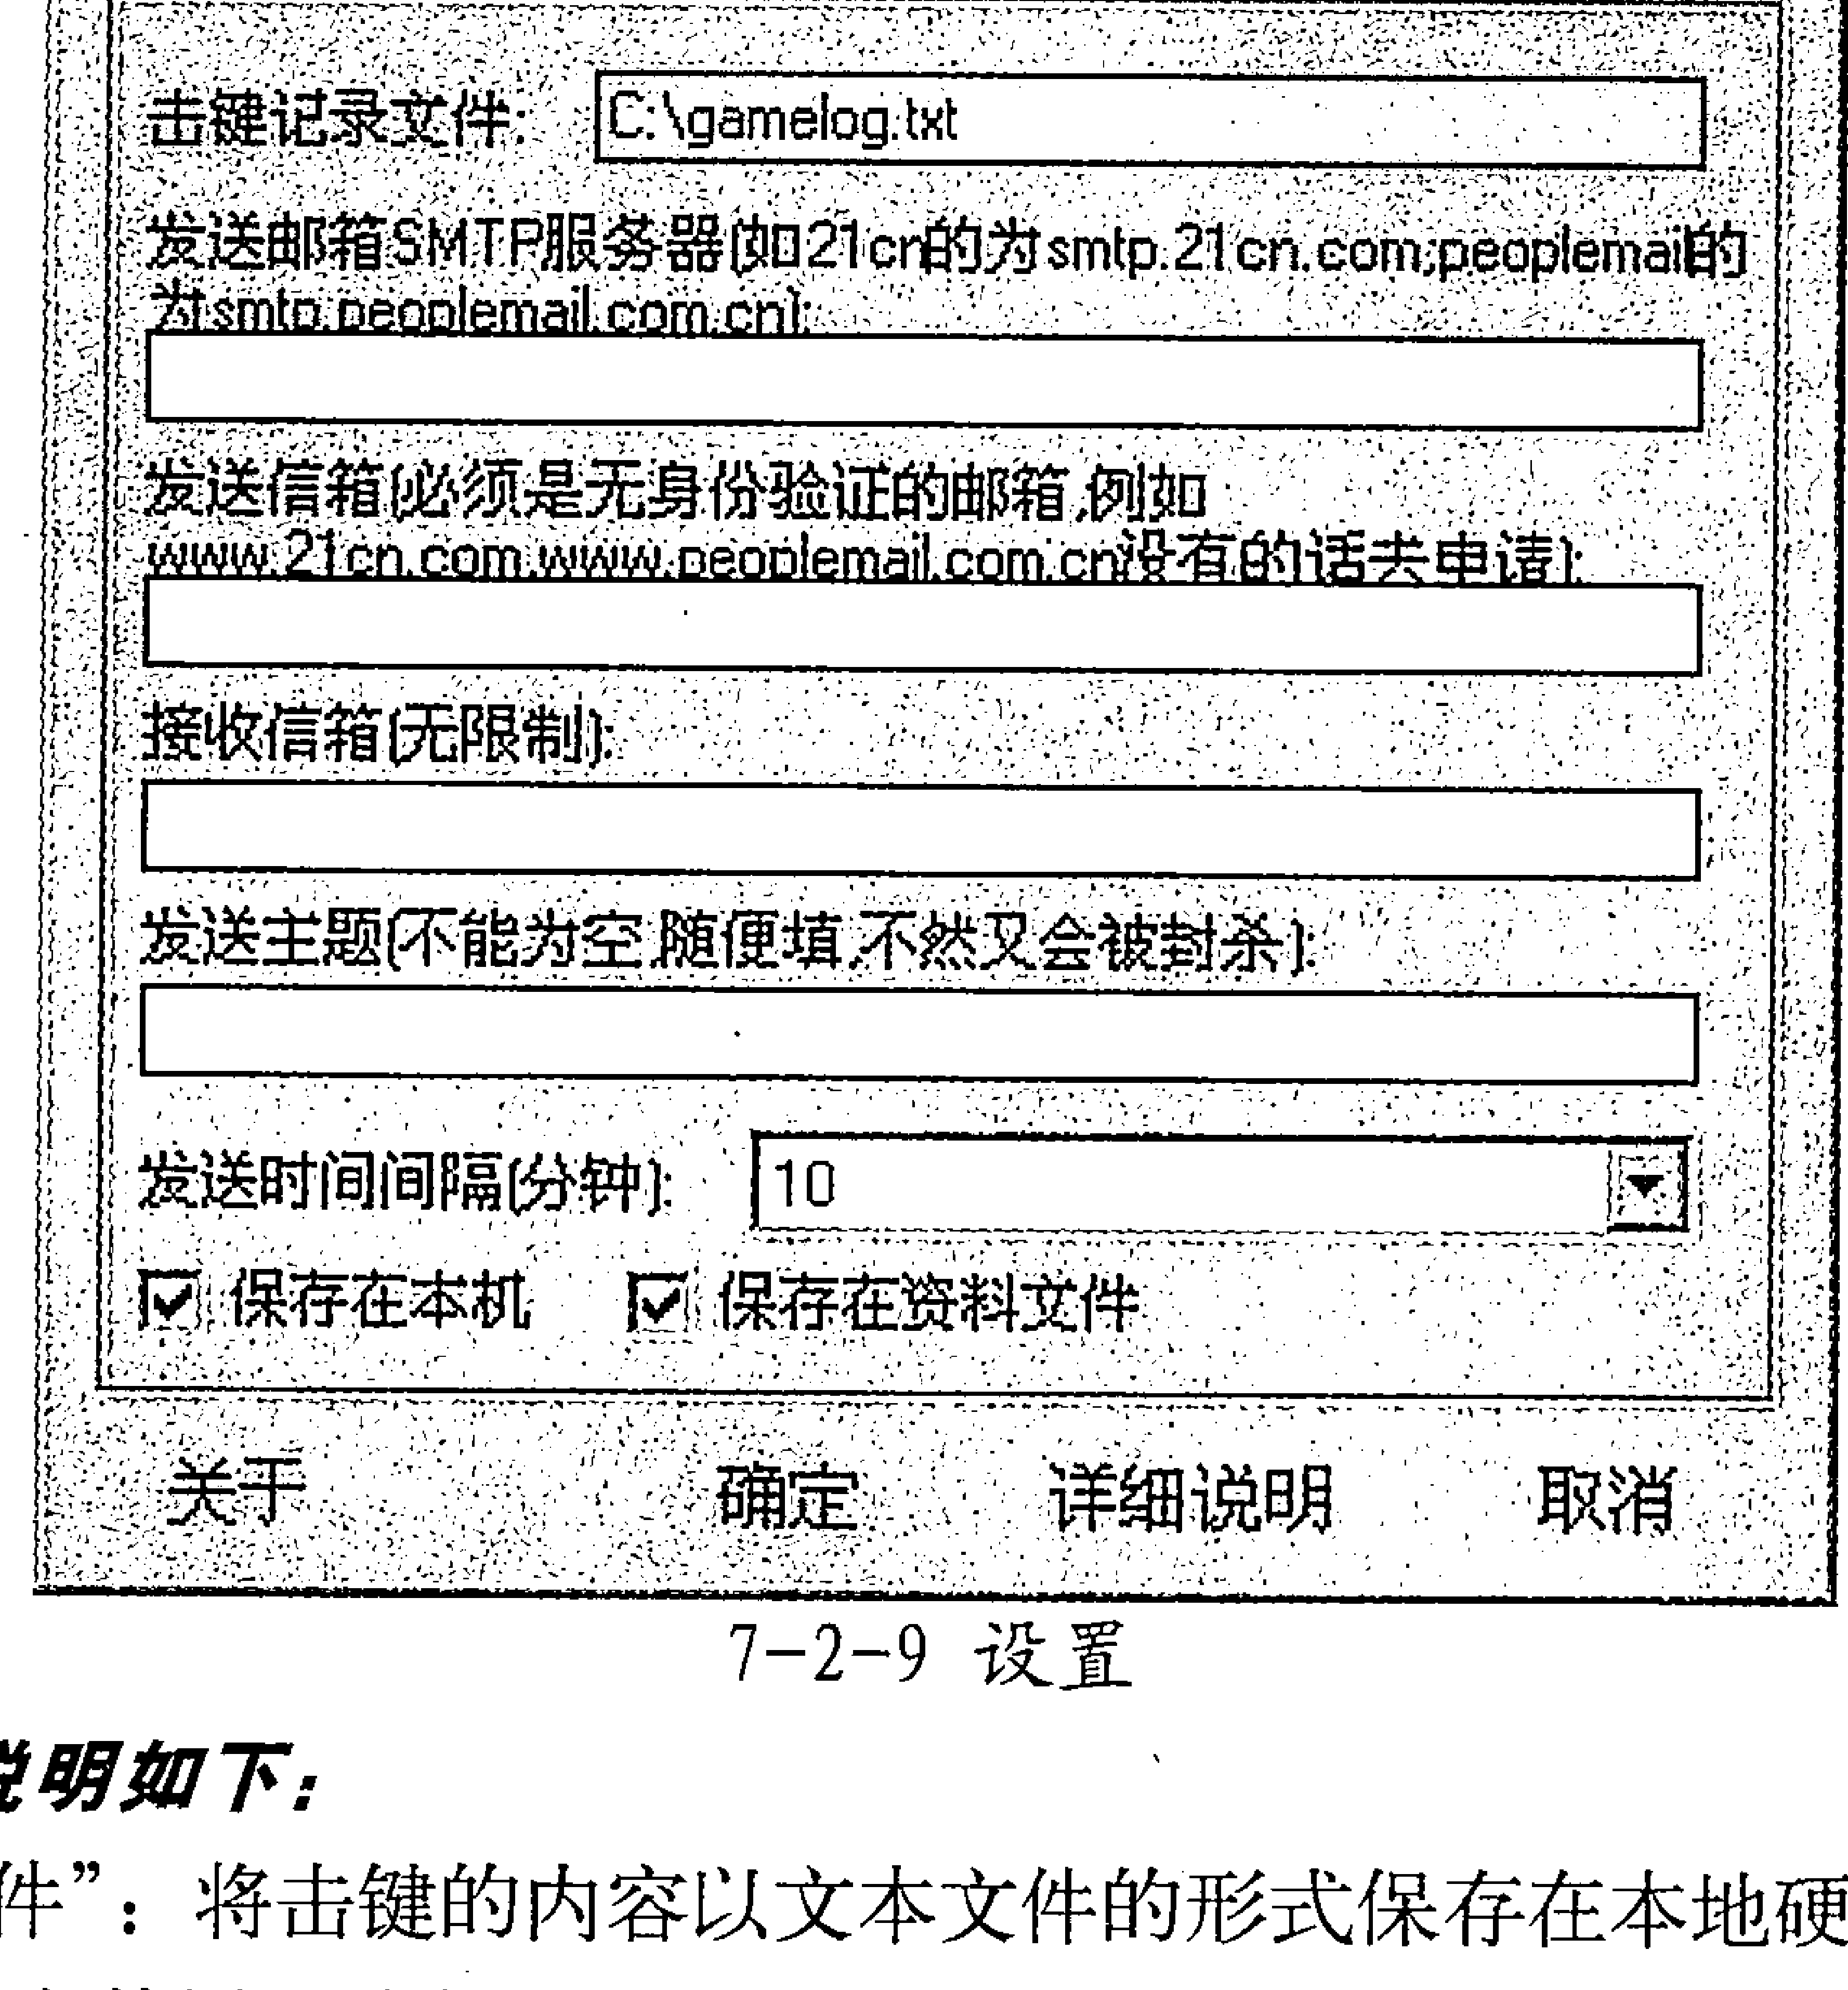 击键记录文件: C:\gamelog.txt
发送邮箱SMTP服务器(如21cn的为smtp.21cn.com;peoplemail的
为smtp.peoplemail.com.cn):
发送信箱(必须是无身份验证的邮箱,例如
www.21cn.com,www.peoplemail.com.cn没有的话去申请):
接收信箱(无限制):
发送主题(不能为空,随便填,不然又会被封杀):
发送时间间隔(分钟): 10
保存在本机 保存在资料文件
关于 确定 详细说明 取消
7-2-9 设置
说明如下:
件”: 将击键的内容以文本文件的形式保存在本地硬